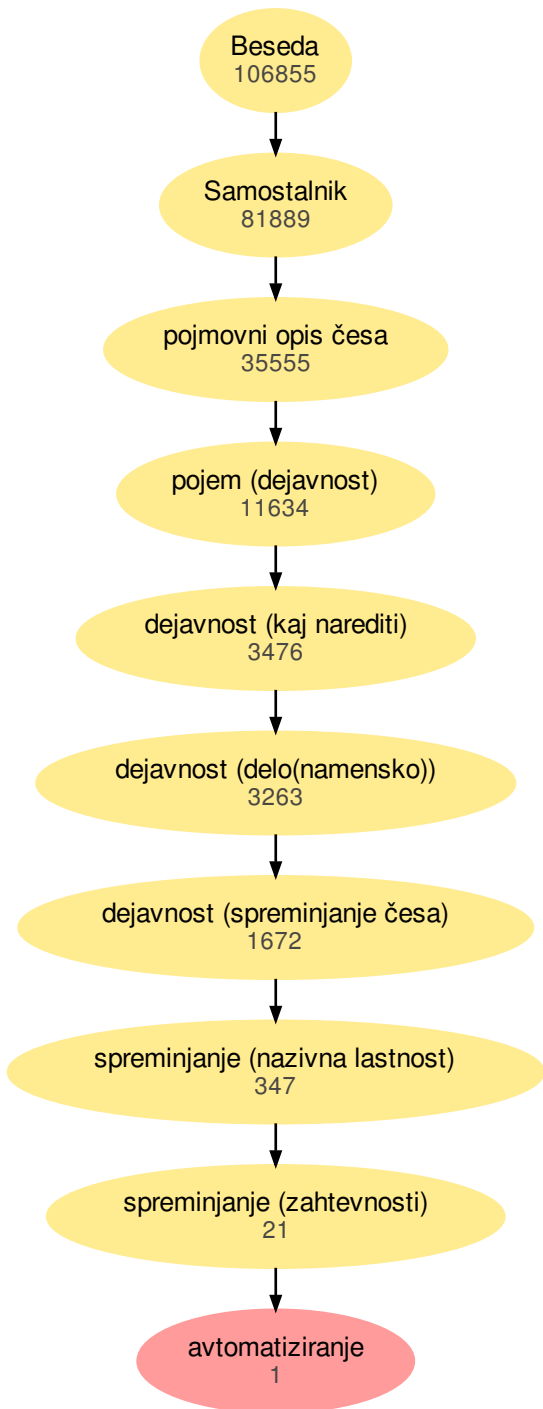 Beseda
106855
Samostalnik
81889
pojmovni opis česa
35555
pojem (dejavnost)
11634
dejavnost (kaj narediti)
3476
dejavnost (delo(namensko))
3263
dejavnost (spreminjanje česa)
1672
spreminjanje (nazivna lastnost)
347
spreminjanje (zahtevnosti)
21
avtomatiziranje
1